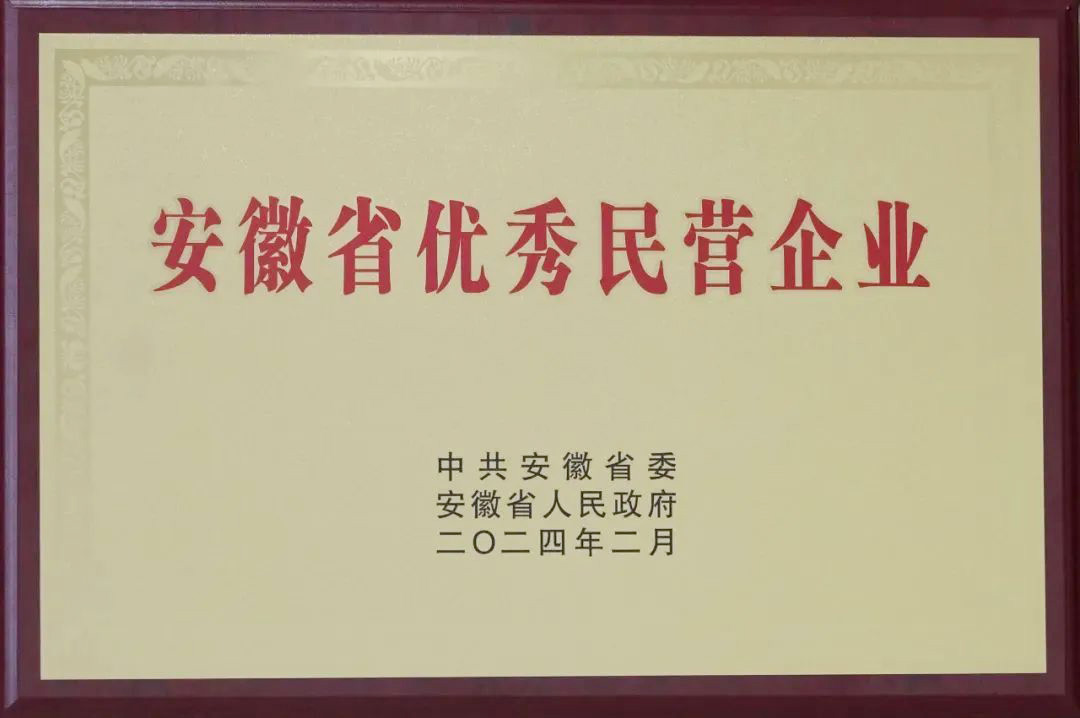 安徽省优秀民营企业
中共安徽省委
安徽省人民政府
二〇二四年二月